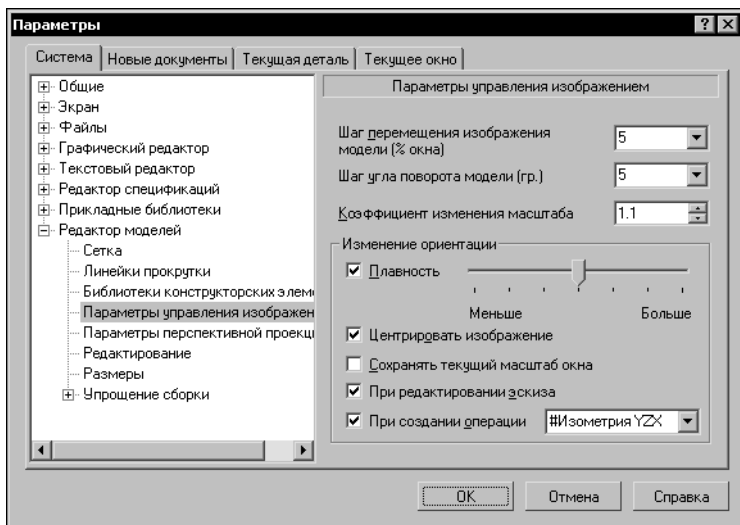 Параметры
Система Новые документы Текущая деталь Текущее окно
Общие
Экран
Файлы
Графический редактор
Текстовый редактор
Редактор спецификаций
Прикладные библиотеки
Редактор моделей
Сетка
Линейки прокрутки
Библиотеки конструкторских элем
Параметры управления изображен
Параметры перспективной проекц
Редактирование
Размеры
Упрощение сборки
Параметры управления изображением
Шаг перемещения изображения
модели (% окна)
5
Шаг угла поворота модели (гр.)
5
Коэффициент изменения масштаба
1.1
Изменение ориентации
Плавность
Меньше Больше
Центрировать изображение
Сохранять текущий масштаб окна
При редактировании эскиза
При создании операции #Изометрия YZX
OK Отмена Справка